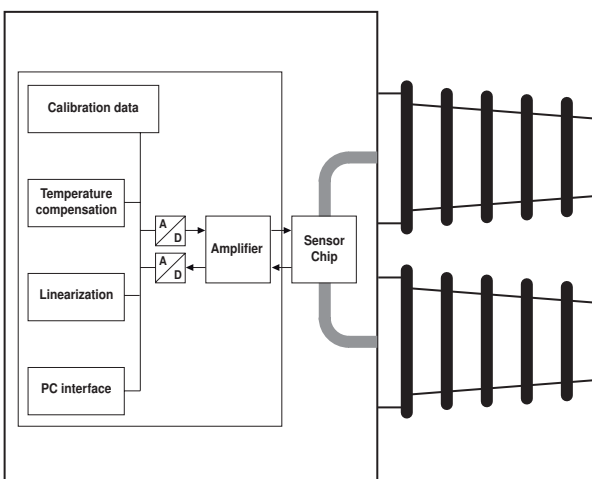 Calibration data
Temperature
compensation
A
D
Amplifier
Sensor
Chip
A
D
Linearization
PC interface